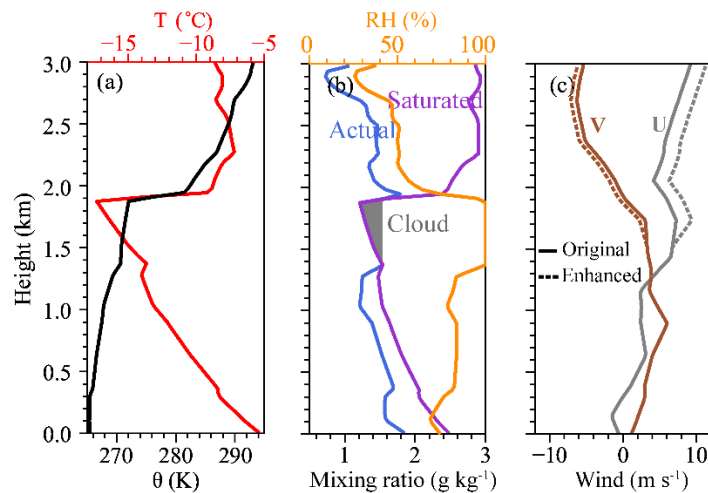 T (°C)
−15 −10 −5
RH (%)
0 50 100
3.0
2.5
2.0
1.5
1.0
0.5
0.0
Height (km)
(a)
270 280 290
θ (K)
(b)
Saturated
Actual
Cloud
1 2 3
Mixing ratio (g kg⁻¹)
(c)
V U
Original
Enhanced
−10 0 10
Wind (m s⁻¹)